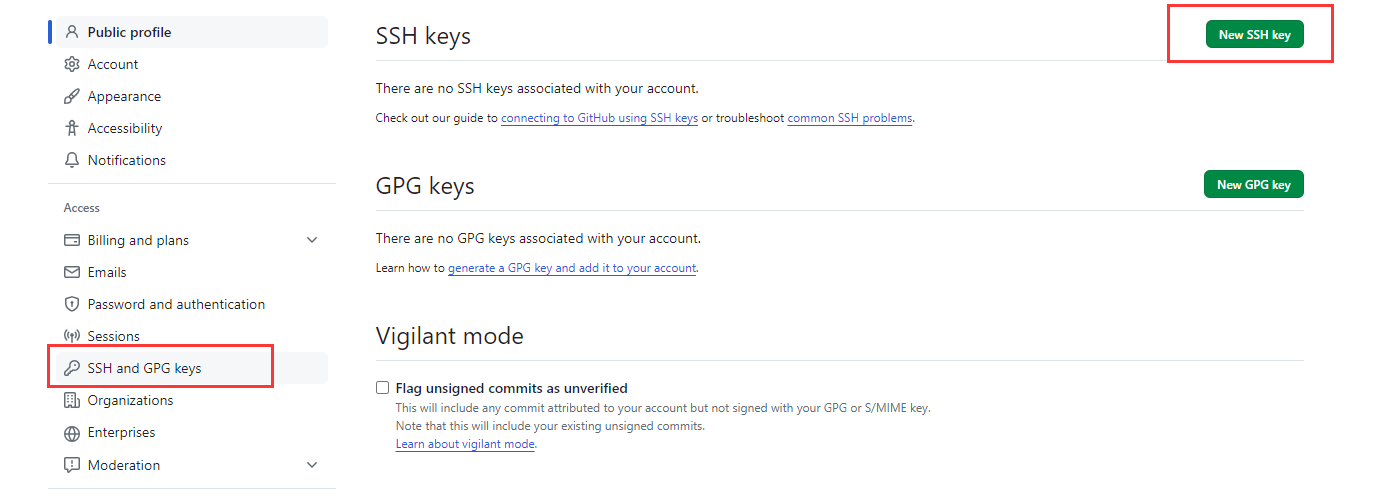 Public profile
Account
Appearance
Accessibility
Notifications
Access
Billing and plans
Emails
Password and authentication
Sessions
SSH and GPG keys
Organizations
Enterprises
Moderation
SSH keys
New SSH key
There are no SSH keys associated with your account.
Check out our guide to connecting to GitHub using SSH keys or troubleshoot common SSH problems.
GPG keys
New GPG key
There are no GPG keys associated with your account.
Learn how to generate a GPG key and add it to your account.
Vigilant mode
Flag unsigned commits as unverified
This will include any commit attributed to your account but not signed with your GPG or S/MIME key.
Note that this will include your existing unsigned commits.
Learn about vigilant mode.